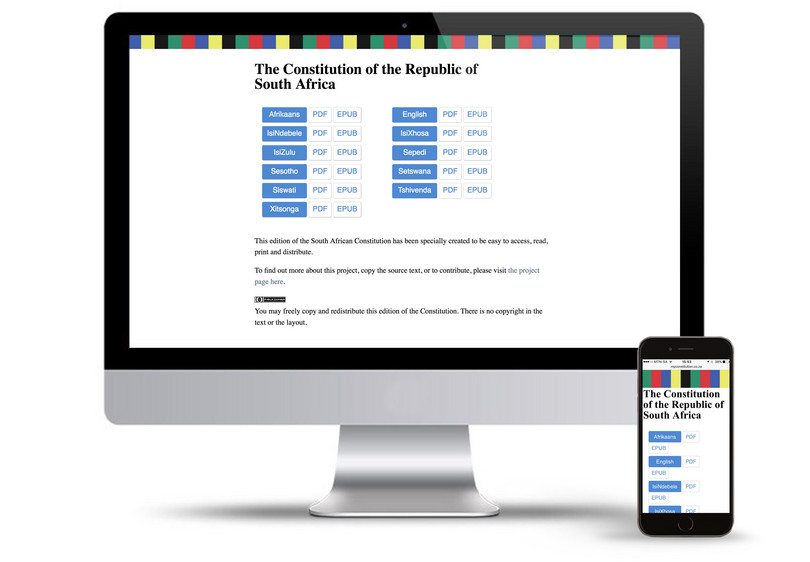 The Constitution of the Republic of
South Africa
Afrikaans PDF EPUB English PDF EPUB
IsiNdebele PDF EPUB IsiXhosa PDF EPUB
IsiZulu PDF EPUB Sepedi PDF EPUB
Sesotho PDF EPUB Setswana PDF EPUB
Siswati PDF EPUB Tshivenda PDF EPUB
Xitsonga PDF EPUB
This edition of the South African Constitution has been specially created to be easy to access, read,
print and distribute.
To find out more about this project, copy the source text, or to contribute, please visit the project
page here.
You may freely copy and redistribute this edition of the Constitution. There is no copyright in the
text or the layout.
The Constitution
of the Republic of
South Africa
Afrikaans PDF
EPUB
English PDF
EPUB
IsiNdebele PDF
EPUB
IsiXhosa PDF